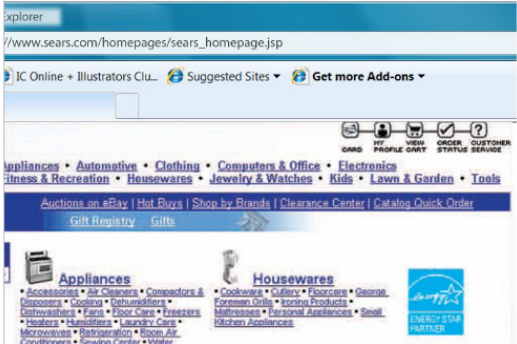 Explorer
//www.sears.com/homepages/sears_homepage.jsp
IC Online + Illustrators Clu... Suggested Sites ▾ Get more Add-ons ▾
CARD MY PROFILE VIEW CART ORDER STATUS CUSTOMER SERVICE
Appliances • Automotive • Clothing • Computers & Office • Electronics
Fitness & Recreation • Housewares • Jewelry & Watches • Kids • Lawn & Garden • Tools
Auctions on eBay | Hot Buys | Shop by Brands | Clearance Center | Catalog Quick Order
Gift Registry Gifts
Appliances
• Accessories • Air Cleaners • Compactors &
Disposers • Cooking • Dehumidifiers •
Dishwashers • Fans • Floor Care • Freezers
• Heaters • Humidifiers • Laundry Care •
Microwaves • Refrigeration • Room Air
Conditioners • Sewing Center • Water
Housewares
• Cookware • Cutlery • Floorcare • George
Foreman Grills • Ironing Products •
Mattresses • Personal Appliances • Small
Kitchen Appliances
energy
ENERGY STAR
PARTNER